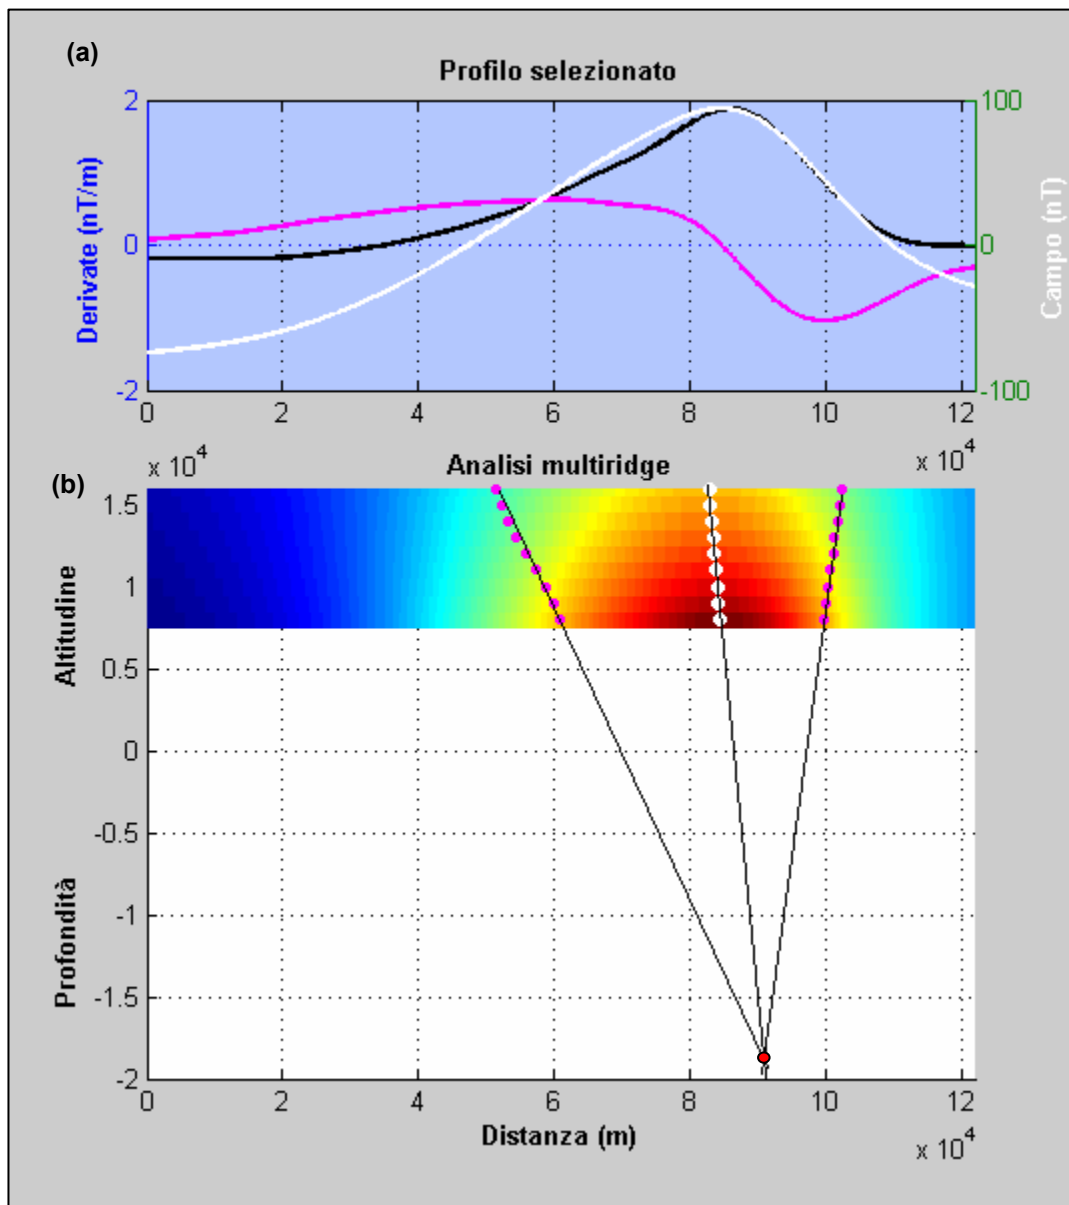 (a)
Profilo selezionato
2
100
Derivate (nT/m)
0
0
Campo (nT)
-2
-100
0 2 4 6 8 10 12
x 10^4
x 10^4
(b)
Analisi multiridge
1.5
1
Altitudine
0.5
0
-0.5
Profondità
-1
-1.5
-2
0 2 4 6 8 10 12
Distanza (m)
x 10^4